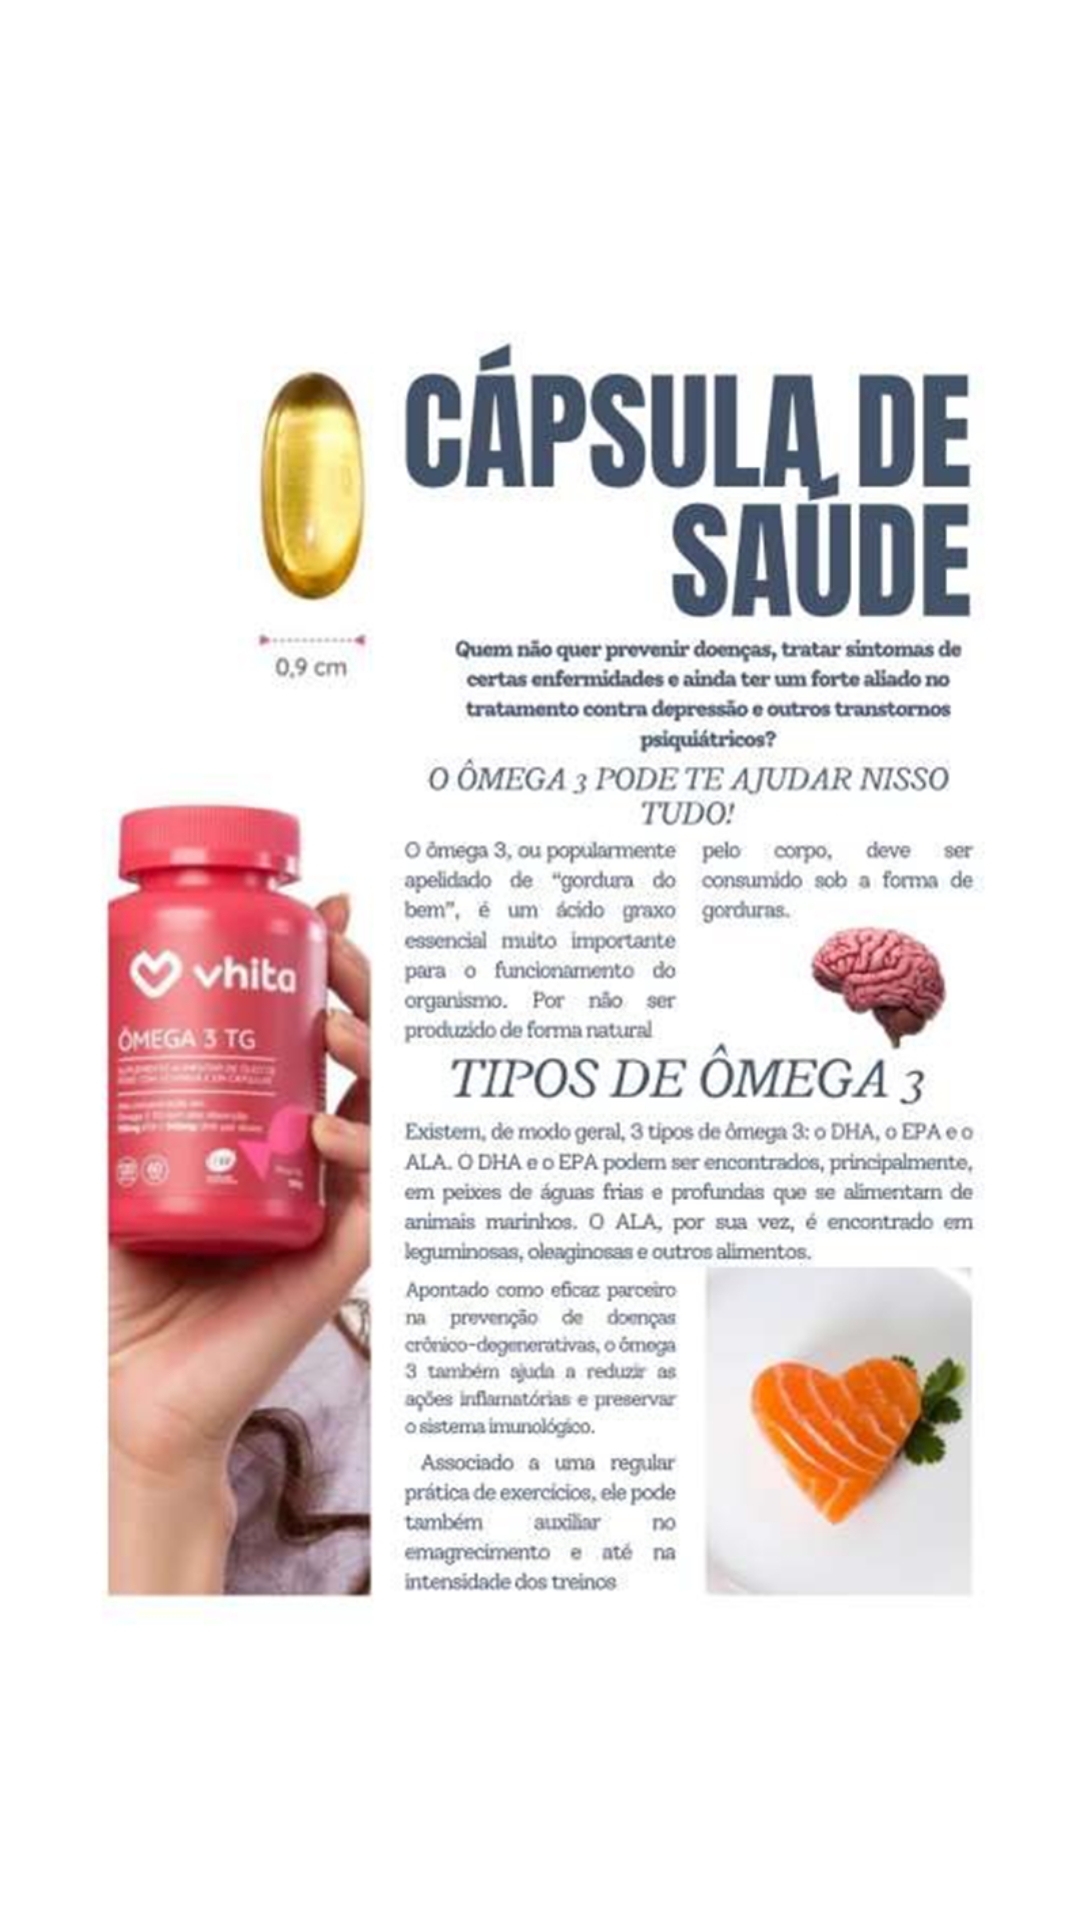 CÁPSULA DE
SAÚDE
0,9 cm
Quem não quer prevenir doenças, tratar sintomas de
certas enfermidades e ainda ter um forte aliado no
tratamento contra depressão e outros transtornos
psiquiátricos?
O ÔMEGA 3 PODE TE AJUDAR NISSO
TUDO!
O ômega 3, ou popularmente
apelidado de “gordura do
bem”, é um ácido graxo
essencial muito importante
para o funcionamento do
organismo. Por não ser
produzido de forma natural
pelo corpo, deve ser
consumido sob a forma de
gorduras.
vhita
ÔMEGA 3 TG
TIPOS DE ÔMEGA 3
Existem, de modo geral, 3 tipos de ômega 3: o DHA, o EPA e o
ALA. O DHA e o EPA podem ser encontrados, principalmente,
em peixes de águas frias e profundas que se alimentam de
animais marinhos. O ALA, por sua vez, é encontrado em
leguminosas, oleaginosas e outros alimentos.
Apontado como eficaz parceiro
na prevenção de doenças
crônico-degenerativas, o ômega
3 também ajuda a reduzir as
ações inflamatórias e preservar
o sistema imunológico.
Associado a uma regular
prática de exercícios, ele pode
também auxiliar no
emagrecimento e até na
intensidade dos treinos